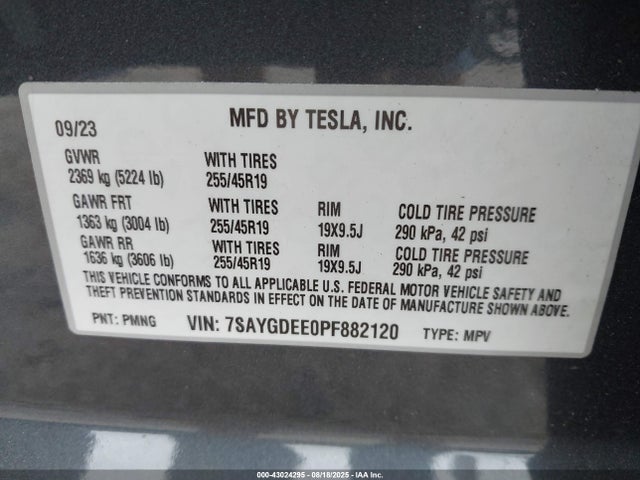 MFD BY TESLA, INC.
09/23
GVWR WITH TIRES
2369 kg (5224 lb) 255/45R19
GAWR FRT WITH TIRES RIM COLD TIRE PRESSURE
1363 kg (3004 lb) 255/45R19 19X9.5J 290 kPa, 42 psi
GAWR RR WITH TIRES RIM COLD TIRE PRESSURE
1636 kg (3606 lb) 255/45R19 19X9.5J 290 kPa, 42 psi
THIS VEHICLE CONFORMS TO ALL APPLICABLE U.S. FEDERAL MOTOR VEHICLE SAFETY AND
THEFT PREVENTION STANDARDS IN EFFECT ON THE DATE OF MANUFACTURE SHOWN ABOVE.
PNT: PMNG VIN: 7SAYGDEE0PF882120 TYPE: MPV
000-43024295 - 08/18/2025 - IAA Inc.